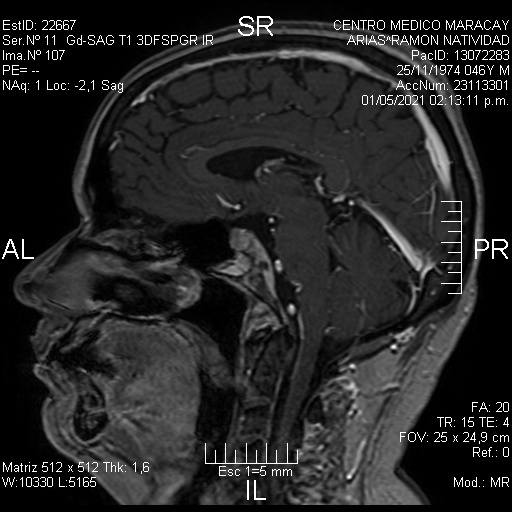 EstID: 22667
Ser.Nº 11 Gd-SAG T1 3DFSPGR IR
Ima.Nº 107
PE= --
NAq: 1 Loc: -2,1 Sag
SR
CENTRO MEDICO MARACAY
ARIAS^RAMON NATIVIDAD
PacID: 13072283
25/11/1974 046Y M
AccNum: 23113301
01/05/2021 02:13:11 p.m.
AL
PR
FA: 20
TR: 15 TE: 4
FOV: 25 x 24,9 cm
Ref.: 0
Mod.: MR
Matriz 512 x 512 Thk: 1,6
W:10330 L:5165
Esc 1=5 mm
IL